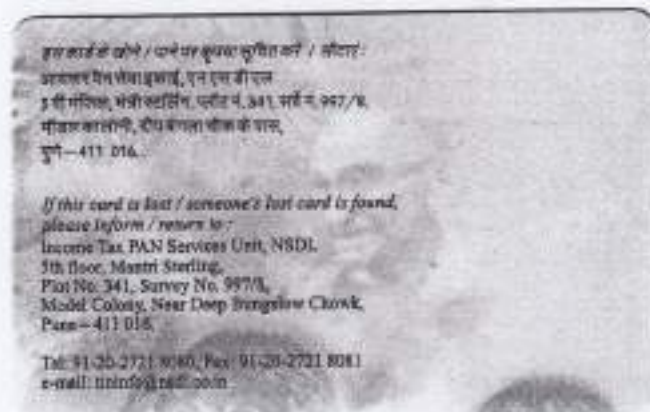 इस कार्ड के खोने / पाने पर कृपया सूचित करें / लौटाएं :
आयकर पैन सेवा इकाई, एन एस डी एल
मंजिल, मंत्री स्टर्लिंग, प्लॉट नं. 341, सर्वे नं. 997/8,
मॉडल कालोनी, दीप बंगला चौक के पास,
पुणे – 411 016.
If this card is lost / someone's lost card is found,
please inform / return to :
Income Tax PAN Services Unit, NSDL
5th floor, Mantri Sterling,
Plot No. 341, Survey No. 997/8,
Model Colony, Near Deep Bungalow Chowk,
Pune – 411 016.
Tel: 91-20-2721 8080, Fax: 91-20-2721 8081
e-mail: tininfo@nsdl.co.in